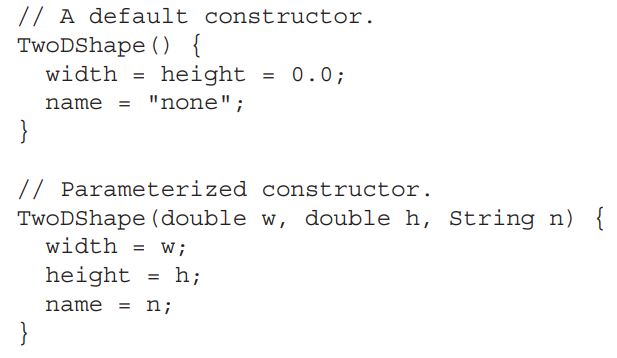 // A default constructor.
TwoDShape() {
  width = height = 0.0;
  name = "none";
}

// Parameterized constructor.
TwoDShape(double w, double h, String n) {
  width = w;
  height = h;
  name = n;
}